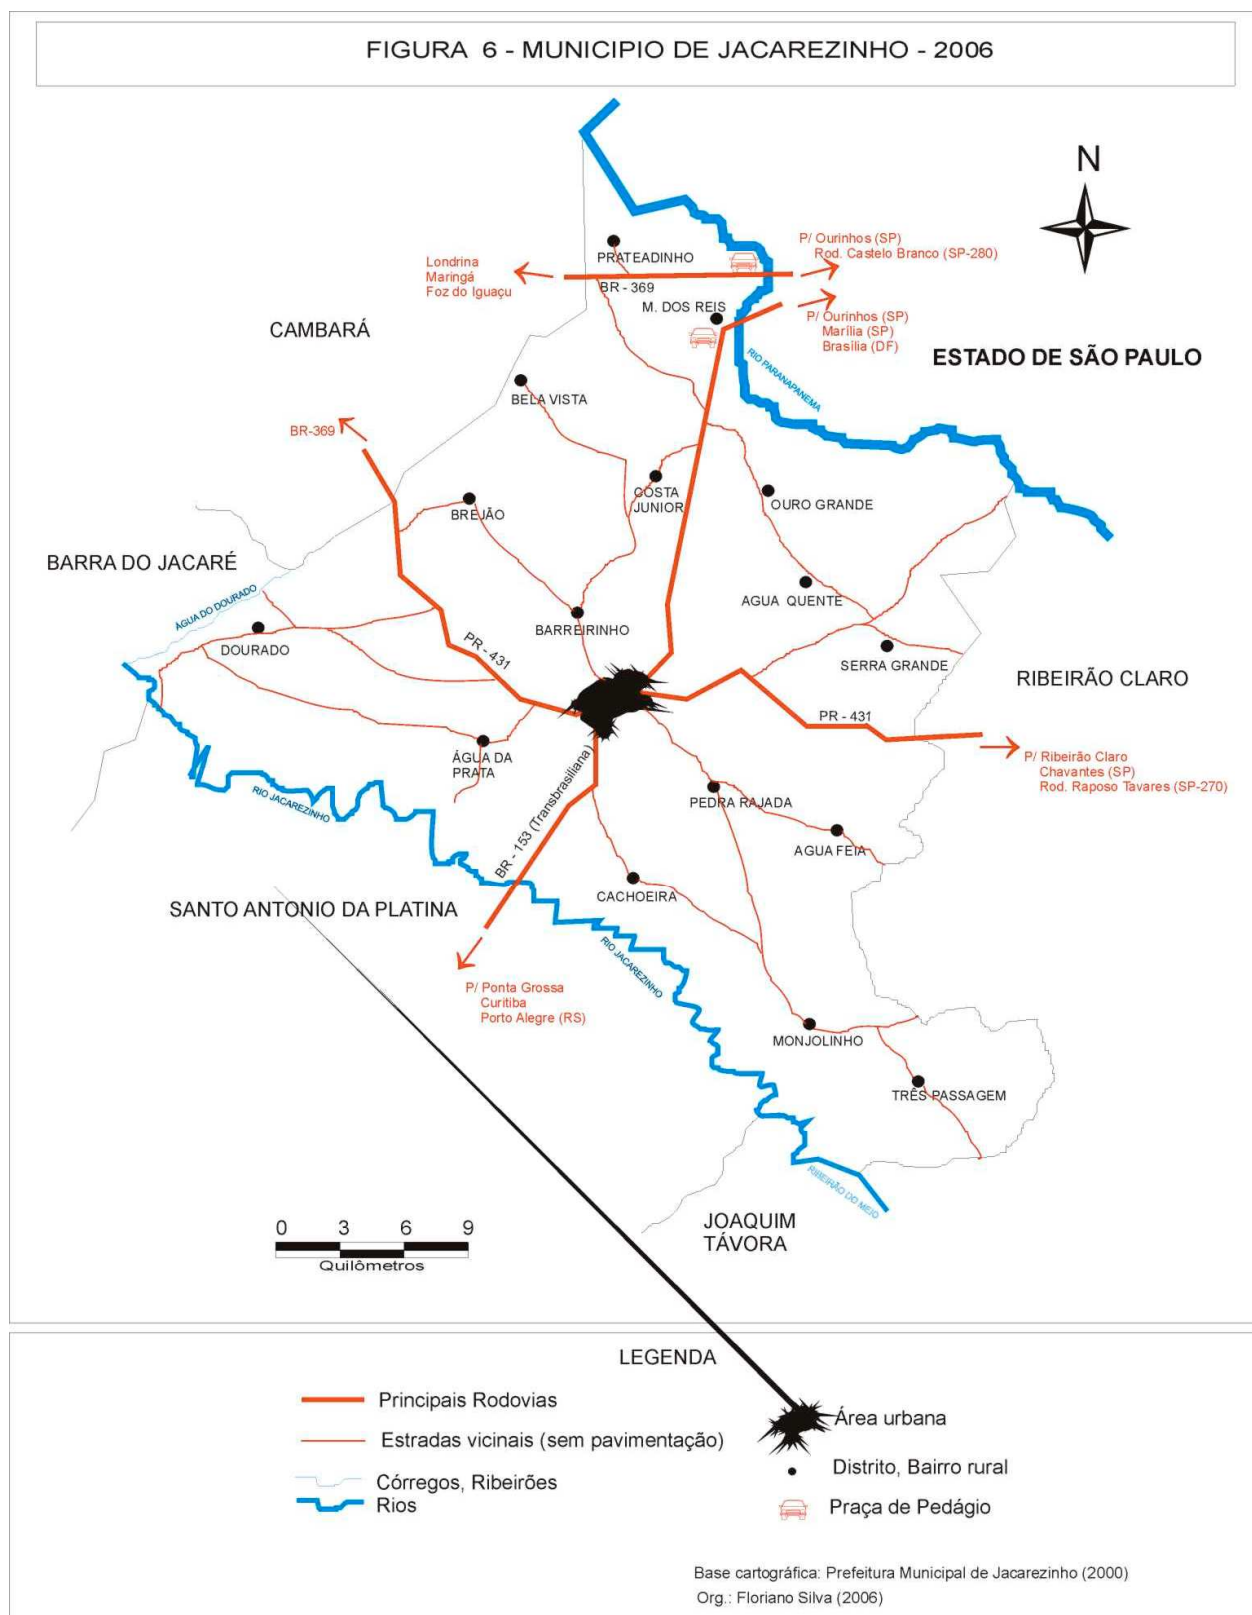 FIGURA 6 - MUNICIPIO DE JACAREZINHO - 2006
N
P/ Ourinhos (SP)
Rod. Castelo Branco (SP-280)
PRATEADINHO
Londrina
Maringá
Foz do Iguaçu
BR - 369
M. DOS REIS
P/ Ourinhos (SP)
Marília (SP)
Brasília (DF)
CAMBARÁ
ESTADO DE SÃO PAULO
RIO PARANAPANEMA
BELA VISTA
BR-369
COSTA
JUNIOR
OURO GRANDE
BREJÃO
BARRA DO JACARÉ
ÁGUA DO DOURADO
AGUA QUENTE
BARREIRINHO
DOURADO
PR - 431
SERRA GRANDE
RIBEIRÃO CLARO
PR - 431
ÁGUA DA
PRATA
P/ Ribeirão Claro
Chavantes (SP)
Rod. Raposo Tavares (SP-270)
RIO JACAREZINHO
BR - 153 (Transbrasiliana)
PEDRA RAJADA
AGUA FEIA
CACHOEIRA
SANTO ANTONIO DA PLATINA
RIO JACAREZINHO
P/ Ponta Grossa
Curitiba
Porto Alegre (RS)
MONJOLINHO
TRÊS PASSAGEM
RIBEIRÃO DO MEIO
JOAQUIM
TÁVORA
0 3 6 9
Quilômetros
LEGENDA
Principais Rodovias
Estradas vicinais (sem pavimentação)
Córregos, Ribeirões
Rios
Área urbana
Distrito, Bairro rural
Praça de Pedágio
Base cartográfica: Prefeitura Municipal de Jacarezinho (2000)
Org.: Floriano Silva (2006)